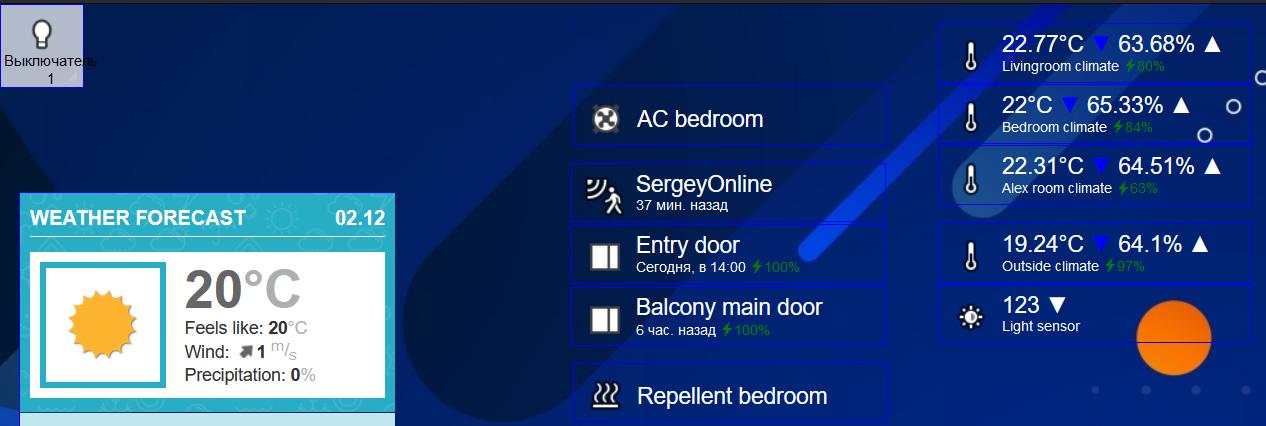 Выключатель
1
WEATHER FORECAST 02.12
20°C
Feels like: 20°C
Wind: 1 m/s
Precipitation: 0%
AC bedroom
SergeyOnline
37 мин. назад
Entry door
Сегодня, в 14:00 100%
Balcony main door
6 час. назад 100%
Repellent bedroom
22.77°C ▼ 63.68% ▲
Livingroom climate 80%
22°C ▼ 65.33% ▲
Bedroom climate 84%
22.31°C ▼ 64.51% ▲
Alex room climate 63%
19.24°C ▼ 64.1% ▲
Outside climate 97%
123 ▼
Light sensor